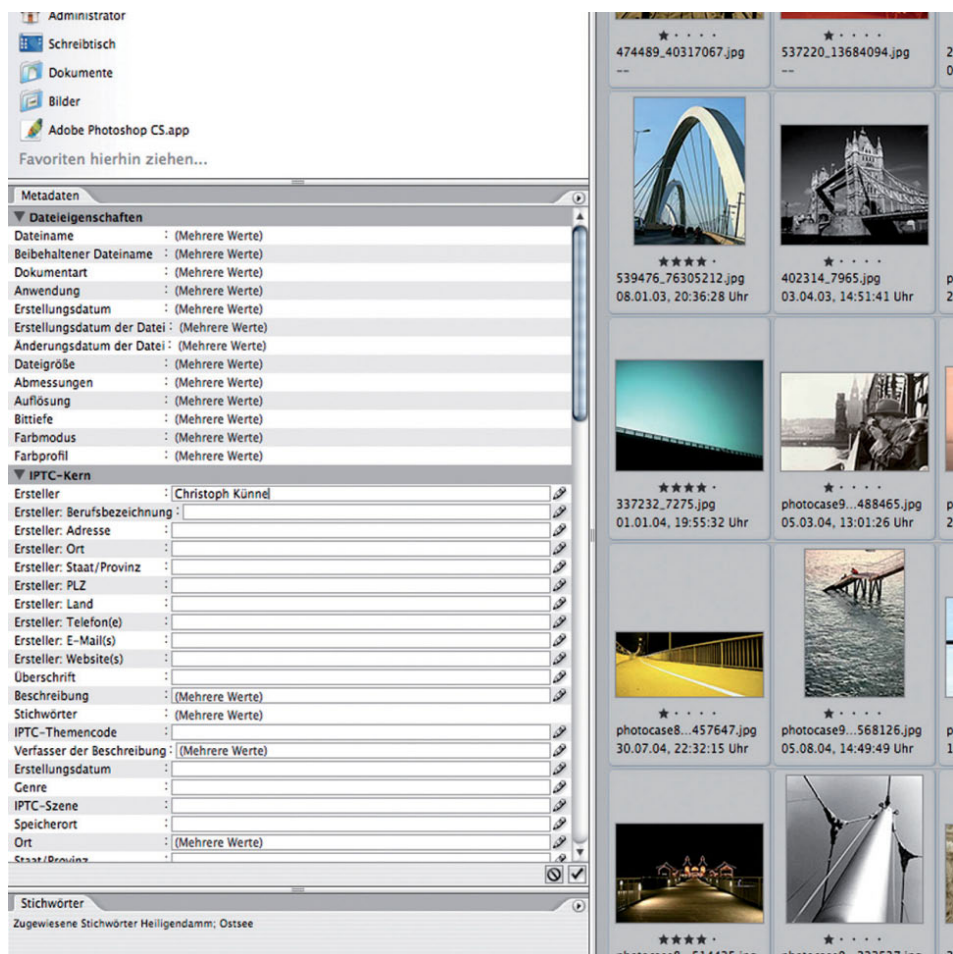 Administrator
Schreibtisch
Dokumente
Bilder
Adobe Photoshop CS.app
Favoriten hierhin ziehen...
Metadaten
Dateieigenschaften
Dateiname : (Mehrere Werte)
Beibehaltener Dateiname : (Mehrere Werte)
Dokumentart : (Mehrere Werte)
Anwendung : (Mehrere Werte)
Erstellungsdatum : (Mehrere Werte)
Erstellungsdatum der Datei : (Mehrere Werte)
Änderungsdatum der Datei : (Mehrere Werte)
Dateigröße : (Mehrere Werte)
Abmessungen : (Mehrere Werte)
Auflösung : (Mehrere Werte)
Bittiefe : (Mehrere Werte)
Farbmodus : (Mehrere Werte)
Farbprofil : (Mehrere Werte)
IPTC-Kern
Ersteller : Christoph Künne
Ersteller: Berufsbezeichnung :
Ersteller: Adresse :
Ersteller: Ort :
Ersteller: Staat/Provinz :
Ersteller: PLZ :
Ersteller: Land :
Ersteller: Telefon(e) :
Ersteller: E-Mail(s) :
Ersteller: Website(s) :
Überschrift :
Beschreibung : (Mehrere Werte)
Stichwörter : (Mehrere Werte)
IPTC-Themencode :
Verfasser der Beschreibung : (Mehrere Werte)
Erstellungsdatum :
Genre :
IPTC-Szene :
Speicherort :
Ort : (Mehrere Werte)
Staat/Provinz :
Stichwörter
Zugewiesene Stichwörter Heiligendamm; Ostsee
474489_40317067.jpg 537220_13684094.jpg
-- --
539476_76305212.jpg 402314_7965.jpg
08.01.03, 20:36:28 Uhr 03.04.03, 14:51:41 Uhr
337232_7275.jpg photocase9...488465.jpg
01.01.04, 19:55:32 Uhr 05.03.04, 13:01:26 Uhr
photocase8...457647.jpg photocase9...568126.jpg
30.07.04, 22:32:15 Uhr 05.08.04, 14:49:49 Uhr